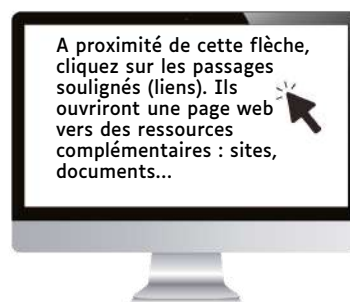 A proximité de cette flèche,
cliquez sur les passages
soulignés (liens). Ils
ouvriront une page web
vers des ressources
complémentaires : sites,
documents...